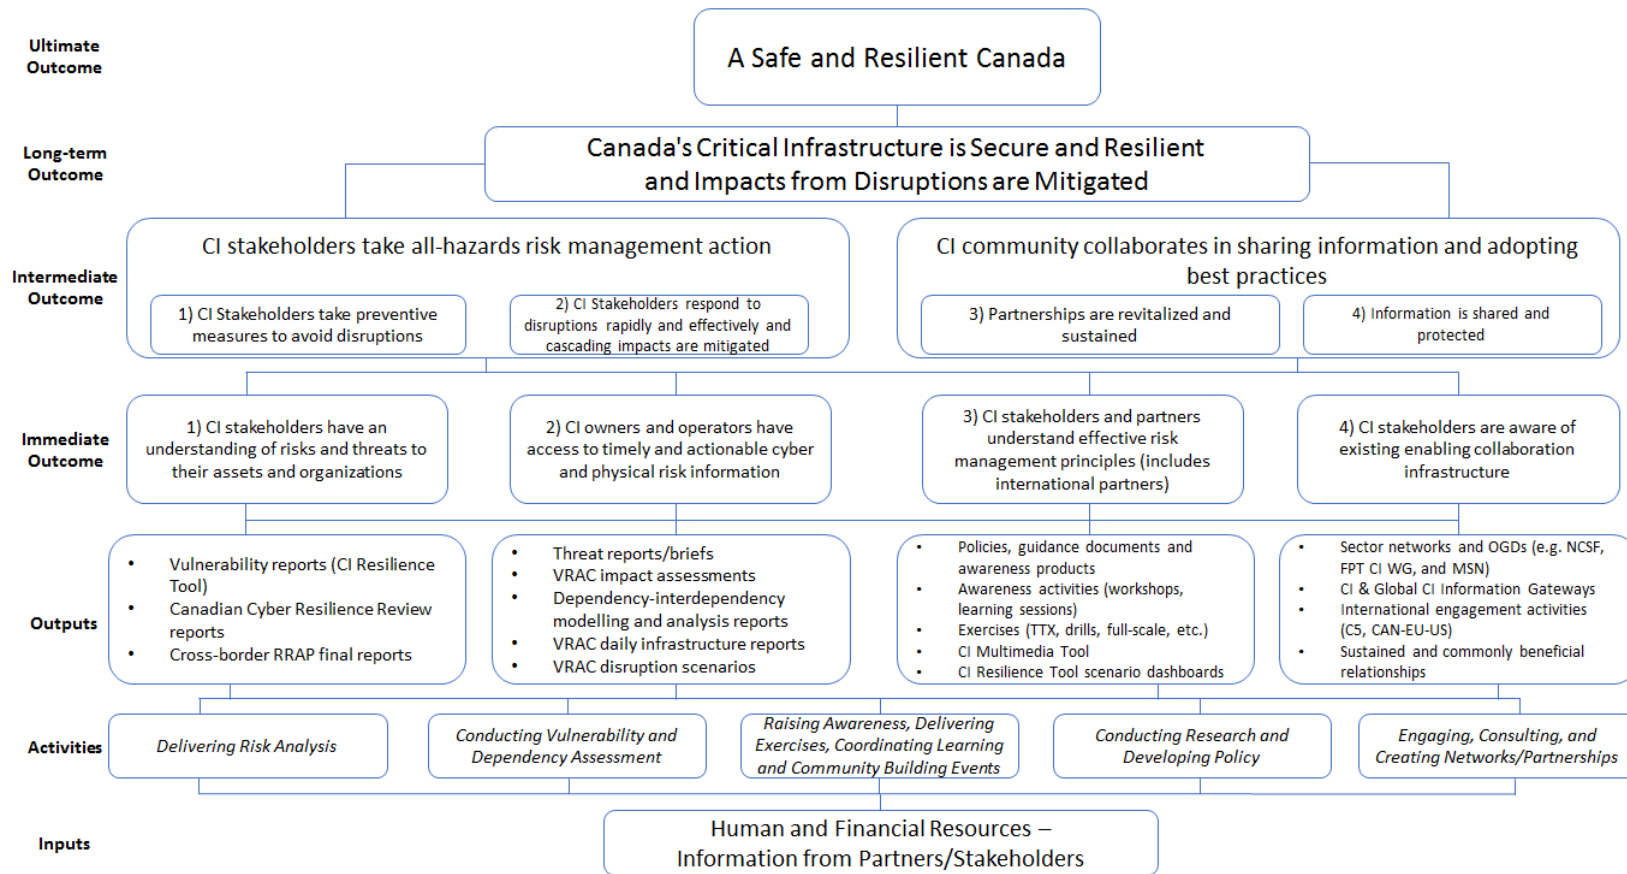 Ultimate
Outcome
A Safe and Resilient Canada
Long-term
Outcome
Canada's Critical Infrastructure is Secure and Resilient
and Impacts from Disruptions are Mitigated
Intermediate
Outcome
CI stakeholders take all-hazards risk management action
1) CI Stakeholders take preventive
measures to avoid disruptions
2) CI Stakeholders respond to
disruptions rapidly and effectively and
cascading impacts are mitigated
CI community collaborates in sharing information and adopting
best practices
3) Partnerships are revitalized and
sustained
4) Information is shared and
protected
Immediate
Outcome
1) CI stakeholders have an
understanding of risks and threats to
their assets and organizations
2) CI owners and operators have
access to timely and actionable cyber
and physical risk information
3) CI stakeholders and partners
understand effective risk
management principles (includes
international partners)
4) CI stakeholders are aware of
existing enabling collaboration
infrastructure
Outputs
• Vulnerability reports (CI Resilience
Tool)
• Canadian Cyber Resilience Review
reports
• Cross-border RRAP final reports
• Threat reports/briefs
• VRAC impact assessments
• Dependency-interdependency
modelling and analysis reports
• VRAC daily infrastructure reports
• VRAC disruption scenarios
• Policies, guidance documents and
awareness products
• Awareness activities (workshops,
learning sessions)
• Exercises (TTX, drills, full-scale, etc.)
• CI Multimedia Tool
• CI Resilience Tool scenario dashboards
• Sector networks and OGDs (e.g. NCSF,
FPT CI WG, and MSN)
• CI & Global CI Information Gateways
• International engagement activities
(C5, CAN-EU-US)
• Sustained and commonly beneficial
relationships
Activities
Delivering Risk Analysis
Conducting Vulnerability and
Dependency Assessment
Raising Awareness, Delivering
Exercises, Coordinating Learning
and Community Building Events
Conducting Research and
Developing Policy
Engaging, Consulting, and
Creating Networks/Partnerships
Inputs
Human and Financial Resources –
Information from Partners/Stakeholders